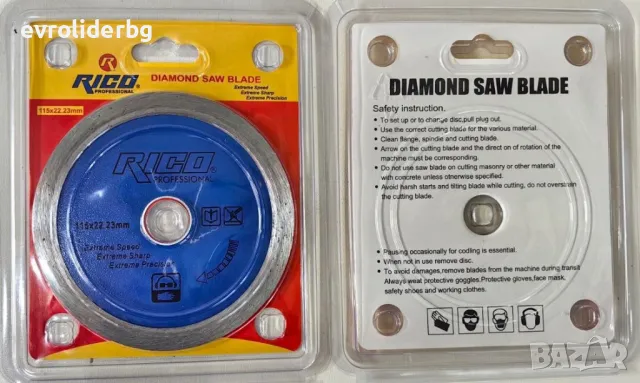 evroliderbg
R
RICO
PROFESSIONAL
DIAMOND SAW BLADE
Extreme Speed
Extreme Sharp
Extreme Precision
115x22.23mm
RICO
PROFESSIONAL
115x22.23mm
Extreme Speed
Extreme Sharp
Extreme Precision
DIAMOND SAW BLADE
Safety instruction.
• To set up or to change disc,pull plug out.
• Use the correct cutting blade for the various material.
• Clean flange, spindle and cutting blade.
• Arrow on the cutting blade and the direct on of rotation of the
machine must be corresponding.
• Do not use saw blade on cutting masonry or other material
with concrete unless otherwise specified.
• Avoid harsh starts and tilting blade while cutting, do not overstrain
the cutting blade.
• Pausing occasionally for codling is essential.
• When not in use remove disc.
• To avoid damages,remove blades from the machine during transit
Always wear protective goggles,Protective gloves,face mask,
safety shoes and working clothes.
BAZAR
bg